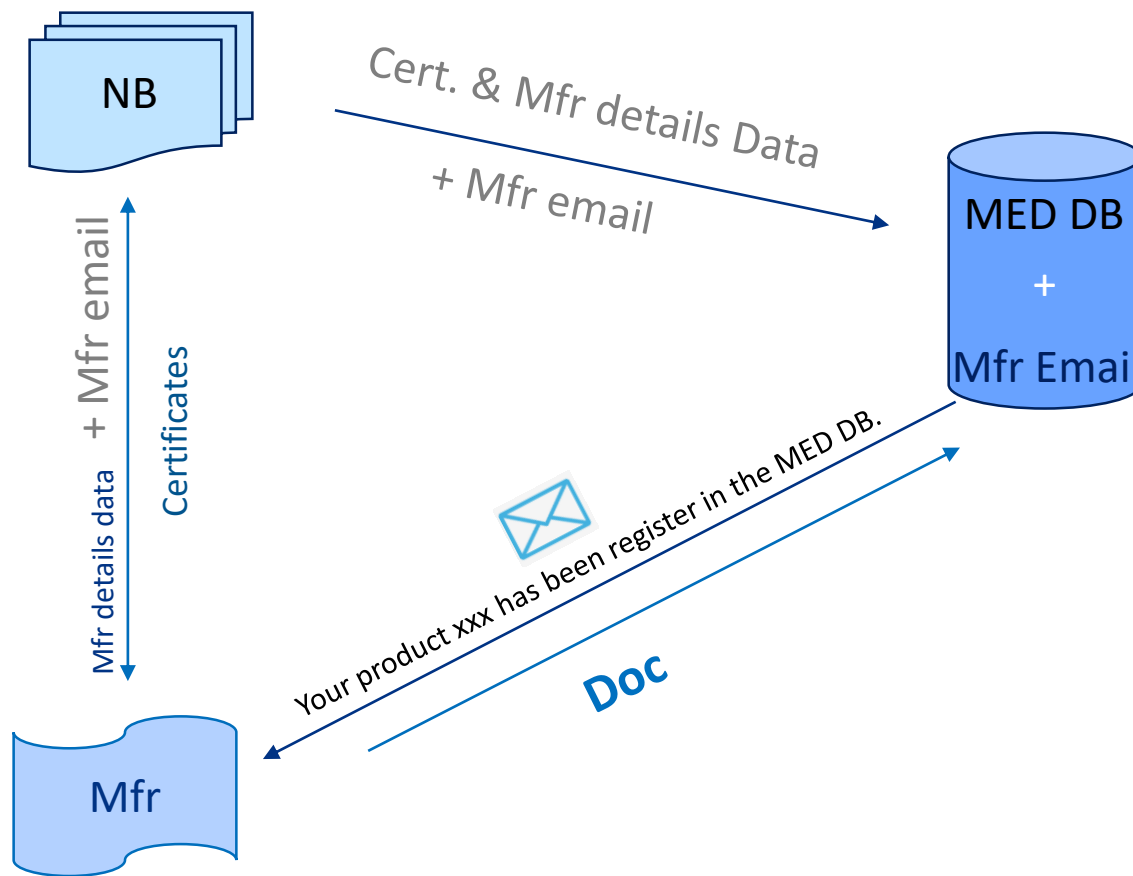 NB
Cert. & Mfr details Data
+ Mfr email
MED DB
+
Mfr Emai
Mfr details data + Mfr email
Certificates
Your product xxx has been register in the MED DB.
Doc
Mfr